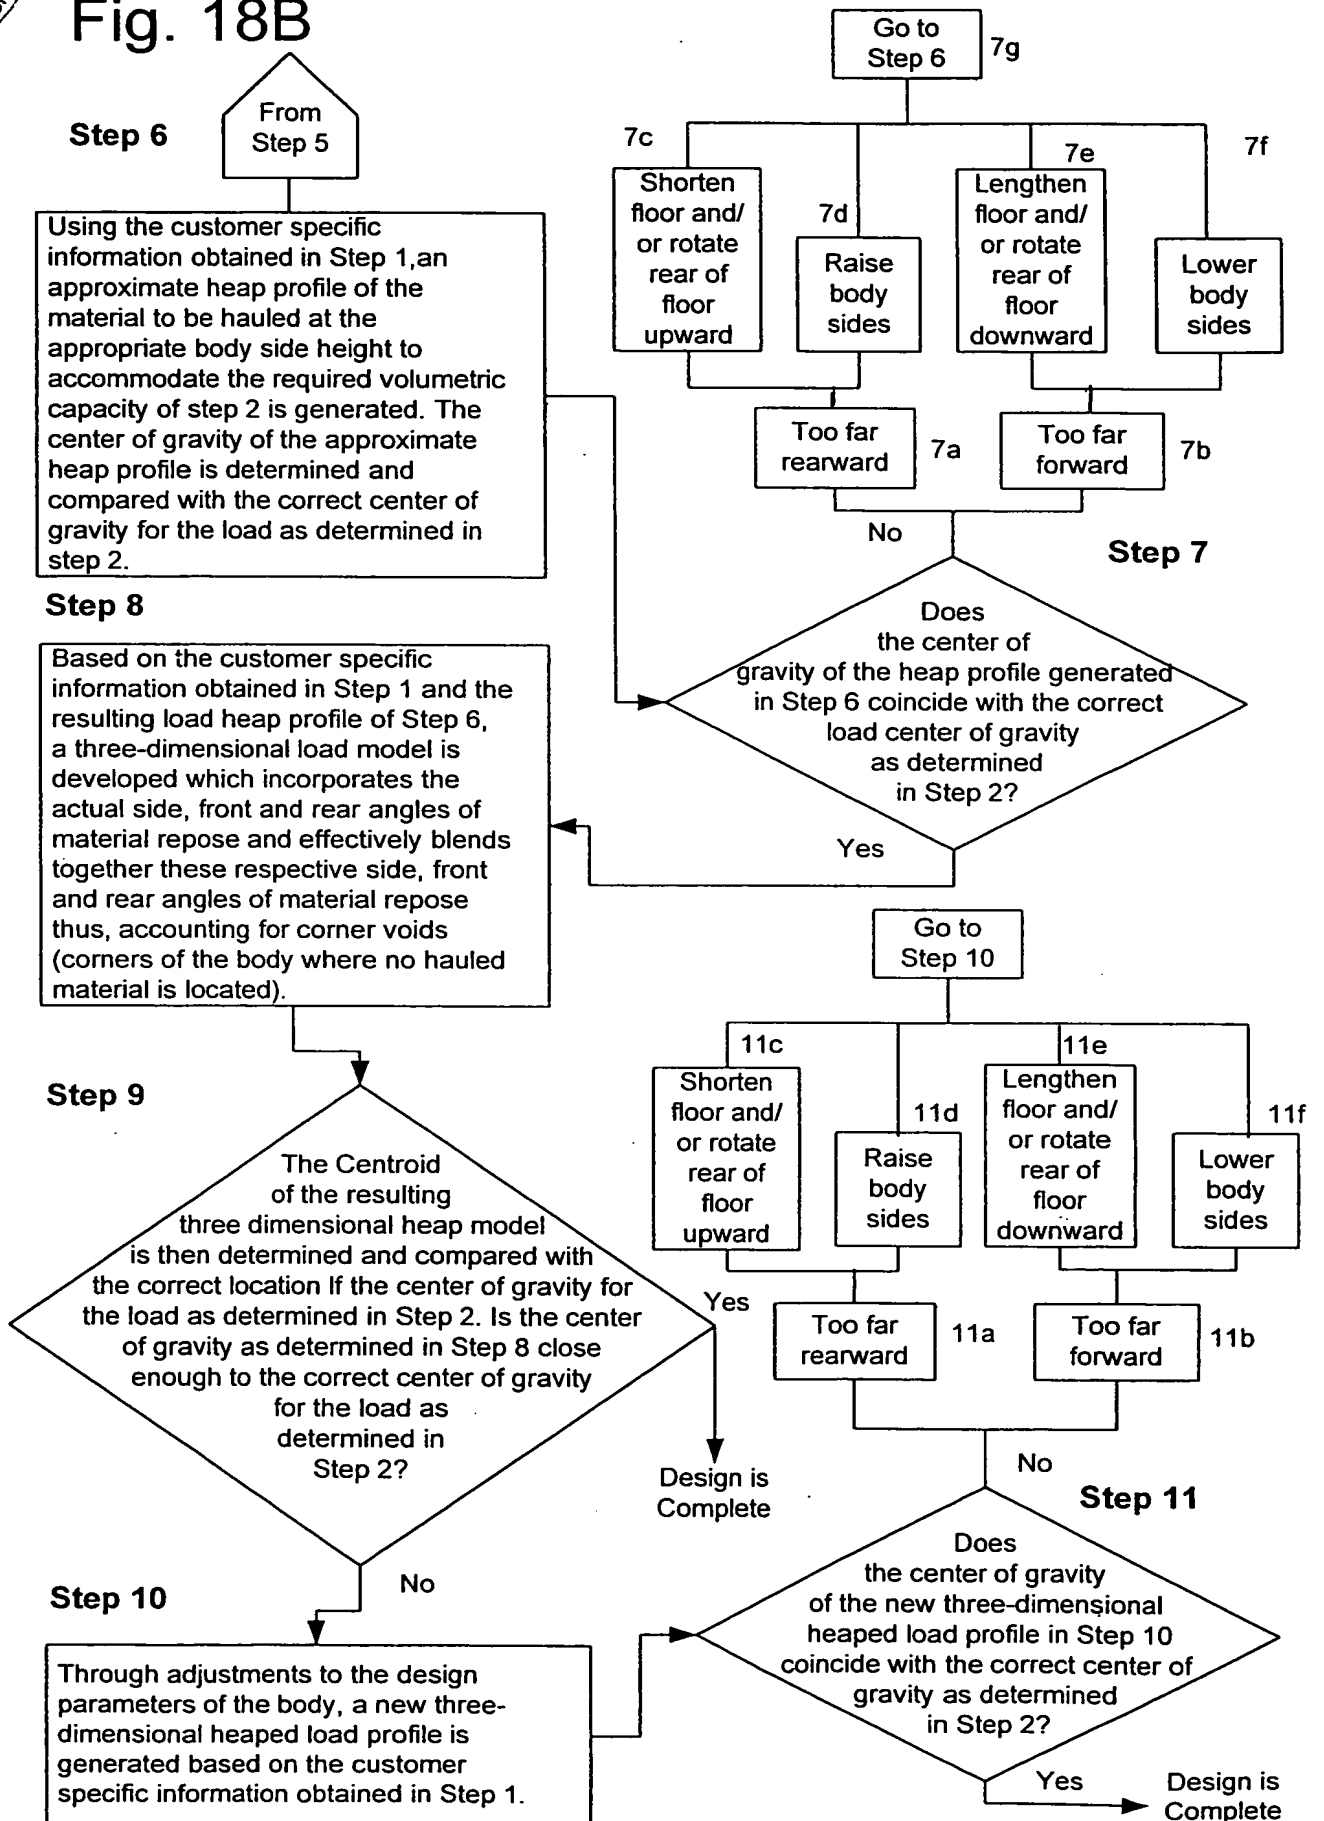 Fig. 18B
Step 6
From
Step 5
Using the customer specific
information obtained in Step 1,an
approximate heap profile of the
material to be hauled at the
appropriate body side height to
accommodate the required volumetric
capacity of step 2 is generated. The
center of gravity of the approximate
heap profile is determined and
compared with the correct center of
gravity for the load as determined in
step 2.
Go to
Step 6
7g
7c
Shorten
floor and/
or rotate
rear of
floor
upward
7d
Raise
body
sides
7e
Lengthen
floor and/
or rotate
rear of
floor
downward
7f
Lower
body
sides
Too far
rearward
7a
Too far
forward
7b
No
Step 7
Does
the center of
gravity of the heap profile generated
in Step 6 coincide with the correct
load center of gravity
as determined
in Step 2?
Yes
Step 8
Based on the customer specific
information obtained in Step 1 and the
resulting load heap profile of Step 6,
a three-dimensional load model is
developed which incorporates the
actual side, front and rear angles of
material repose and effectively blends
together these respective side, front
and rear angles of material repose
thus, accounting for corner voids
(corners of the body where no hauled
material is located).
Step 9
The Centroid
of the resulting
three dimensional heap model
is then determined and compared with
the correct location If the center of gravity for
the load as determined in Step 2. Is the center
of gravity as determined in Step 8 close
enough to the correct center of gravity
for the load as
determined in
Step 2?
Yes
Design is
Complete
No
Step 10
Through adjustments to the design
parameters of the body, a new three-
dimensional heaped load profile is
generated based on the customer
specific information obtained in Step 1.
Go to
Step 10
11c
Shorten
floor and/
or rotate
rear of
floor
upward
11d
Raise
body
sides
11e
Lengthen
floor and/
or rotate
rear of
floor
downward
11f
Lower
body
sides
Too far
rearward
11a
Too far
forward
11b
No
Step 11
Does
the center of gravity
of the new three-dimensional
heaped load profile in Step 10
coincide with the correct center of
gravity as determined
in Step 2?
Yes
Design is
Complete